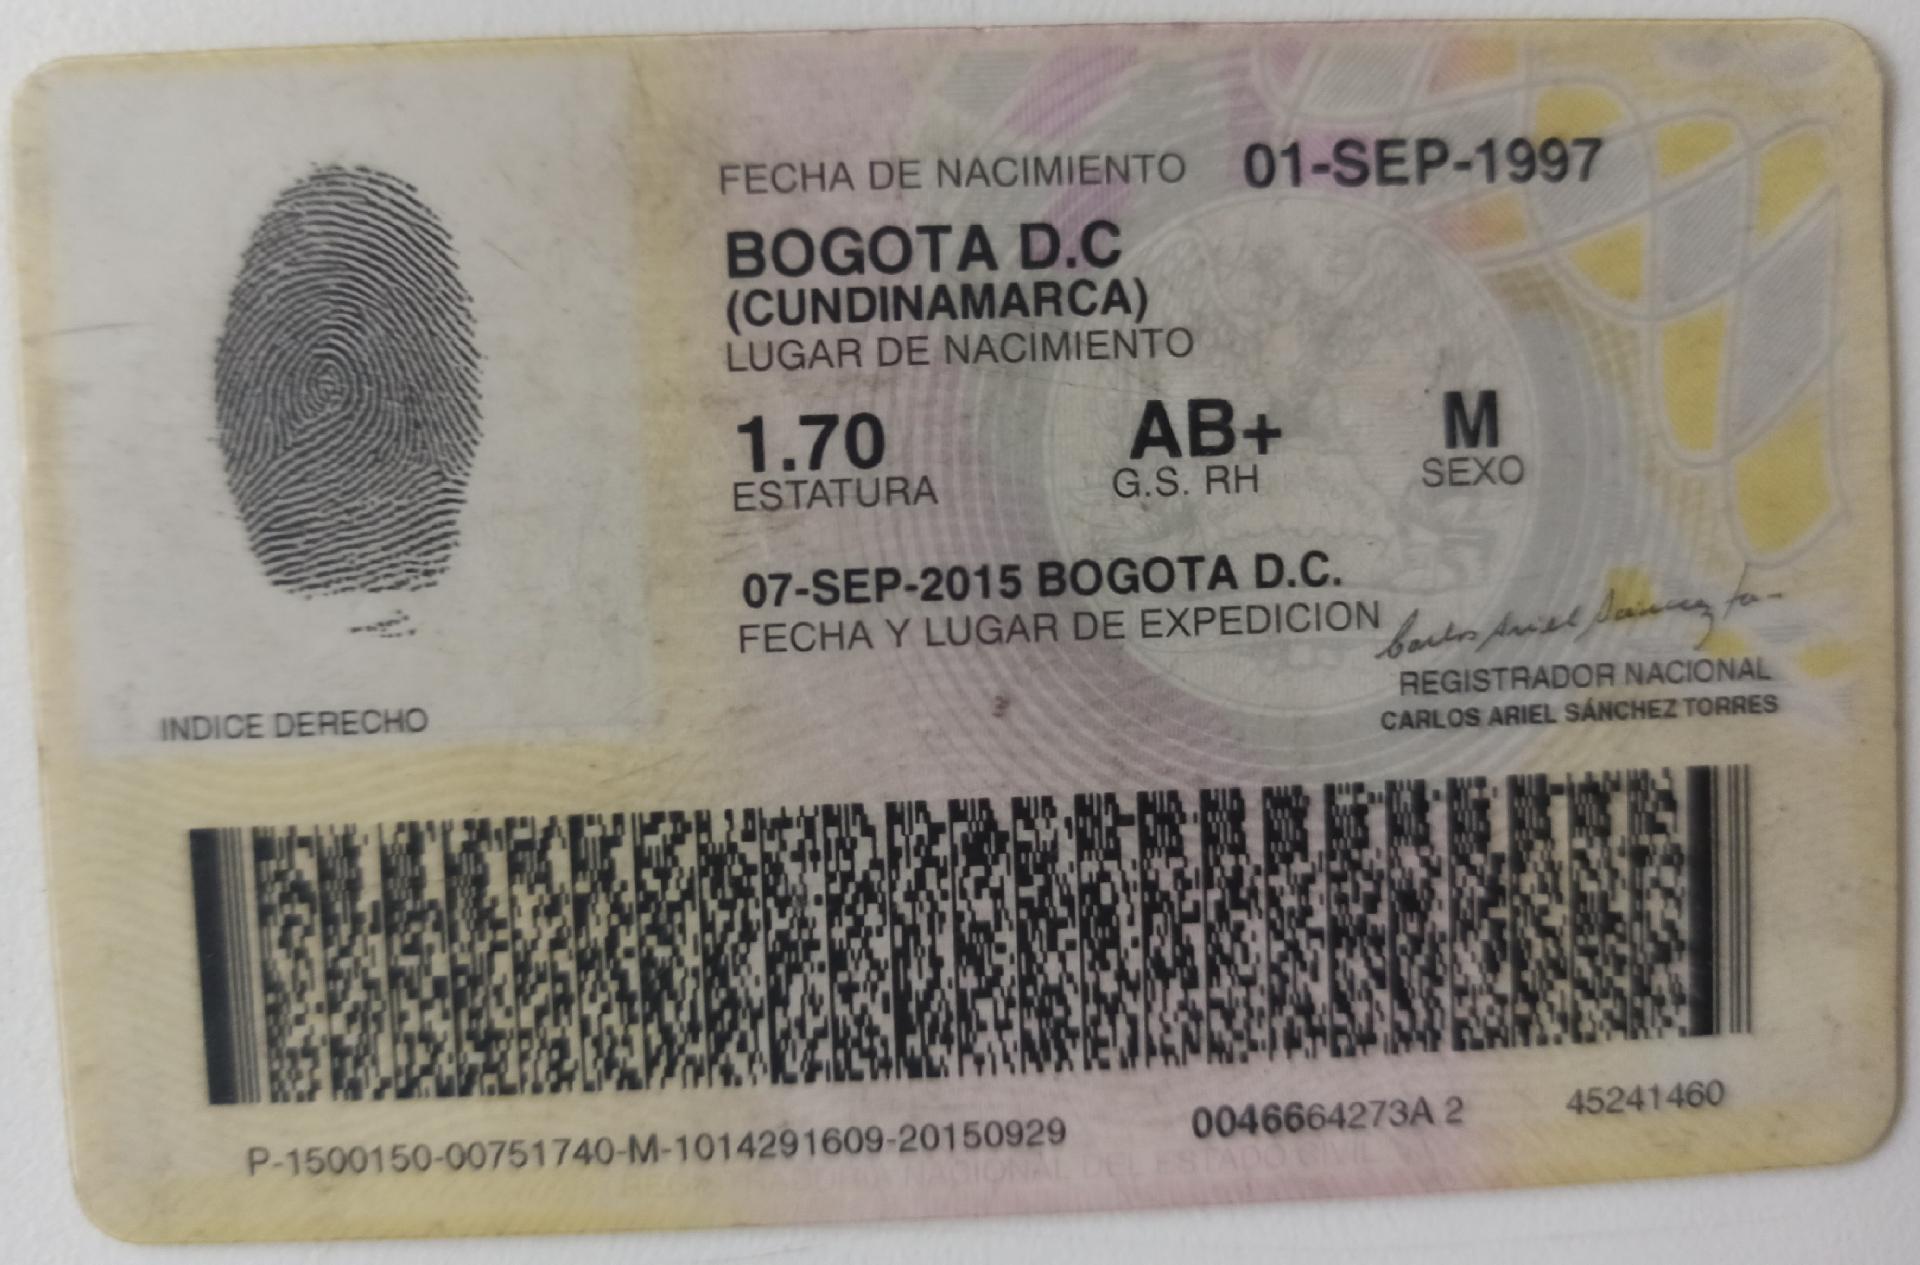 FECHA DE NACIMIENTO 01-SEP-1997
BOGOTA D.C
(CUNDINAMARCA)
LUGAR DE NACIMIENTO
1.70 AB+ M
ESTATURA G.S. RH SEXO
07-SEP-2015 BOGOTA D.C.
FECHA Y LUGAR DE EXPEDICION
Carlos Ariel Sánchez To-
REGISTRADOR NACIONAL
CARLOS ARIEL SÁNCHEZ TORRES
INDICE DERECHO
P-1500150-00751740-M-1014291609-20150929 0046664273A 2 45241460
REGISTRADURIA NACIONAL DEL ESTADO CIVIL